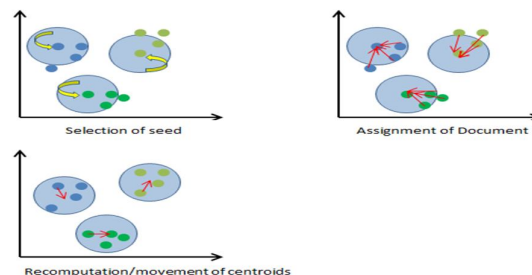 Selection of seed
Assignment of Document
Recomputation/movement of centroids